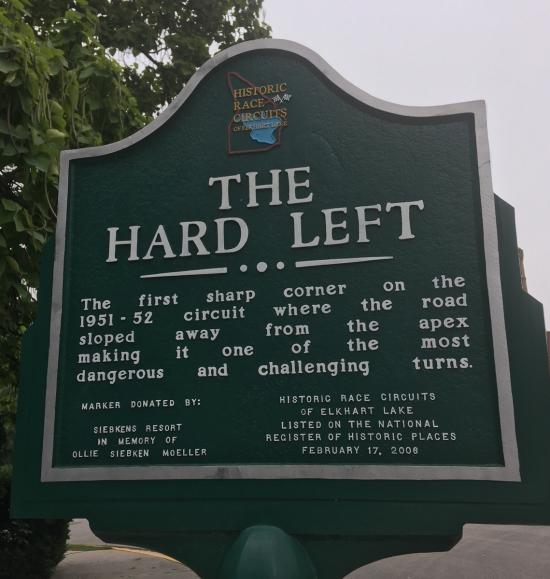 HISTORIC
RACE
CIRCUITS
OF ELKHART LAKE
THE
HARD LEFT
The first sharp corner on the
1951-52 circuit where the road
sloped away from the apex
making it one of the most
dangerous and challenging turns.
MARKER DONATED BY:
SIEBKENS RESORT
IN MEMORY OF
OLLIE SIEBKEN MOELLER
HISTORIC RACE CIRCUITS
OF ELKHART LAKE
LISTED ON THE NATIONAL
REGISTER OF HISTORIC PLACES
FEBRUARY 17, 2006